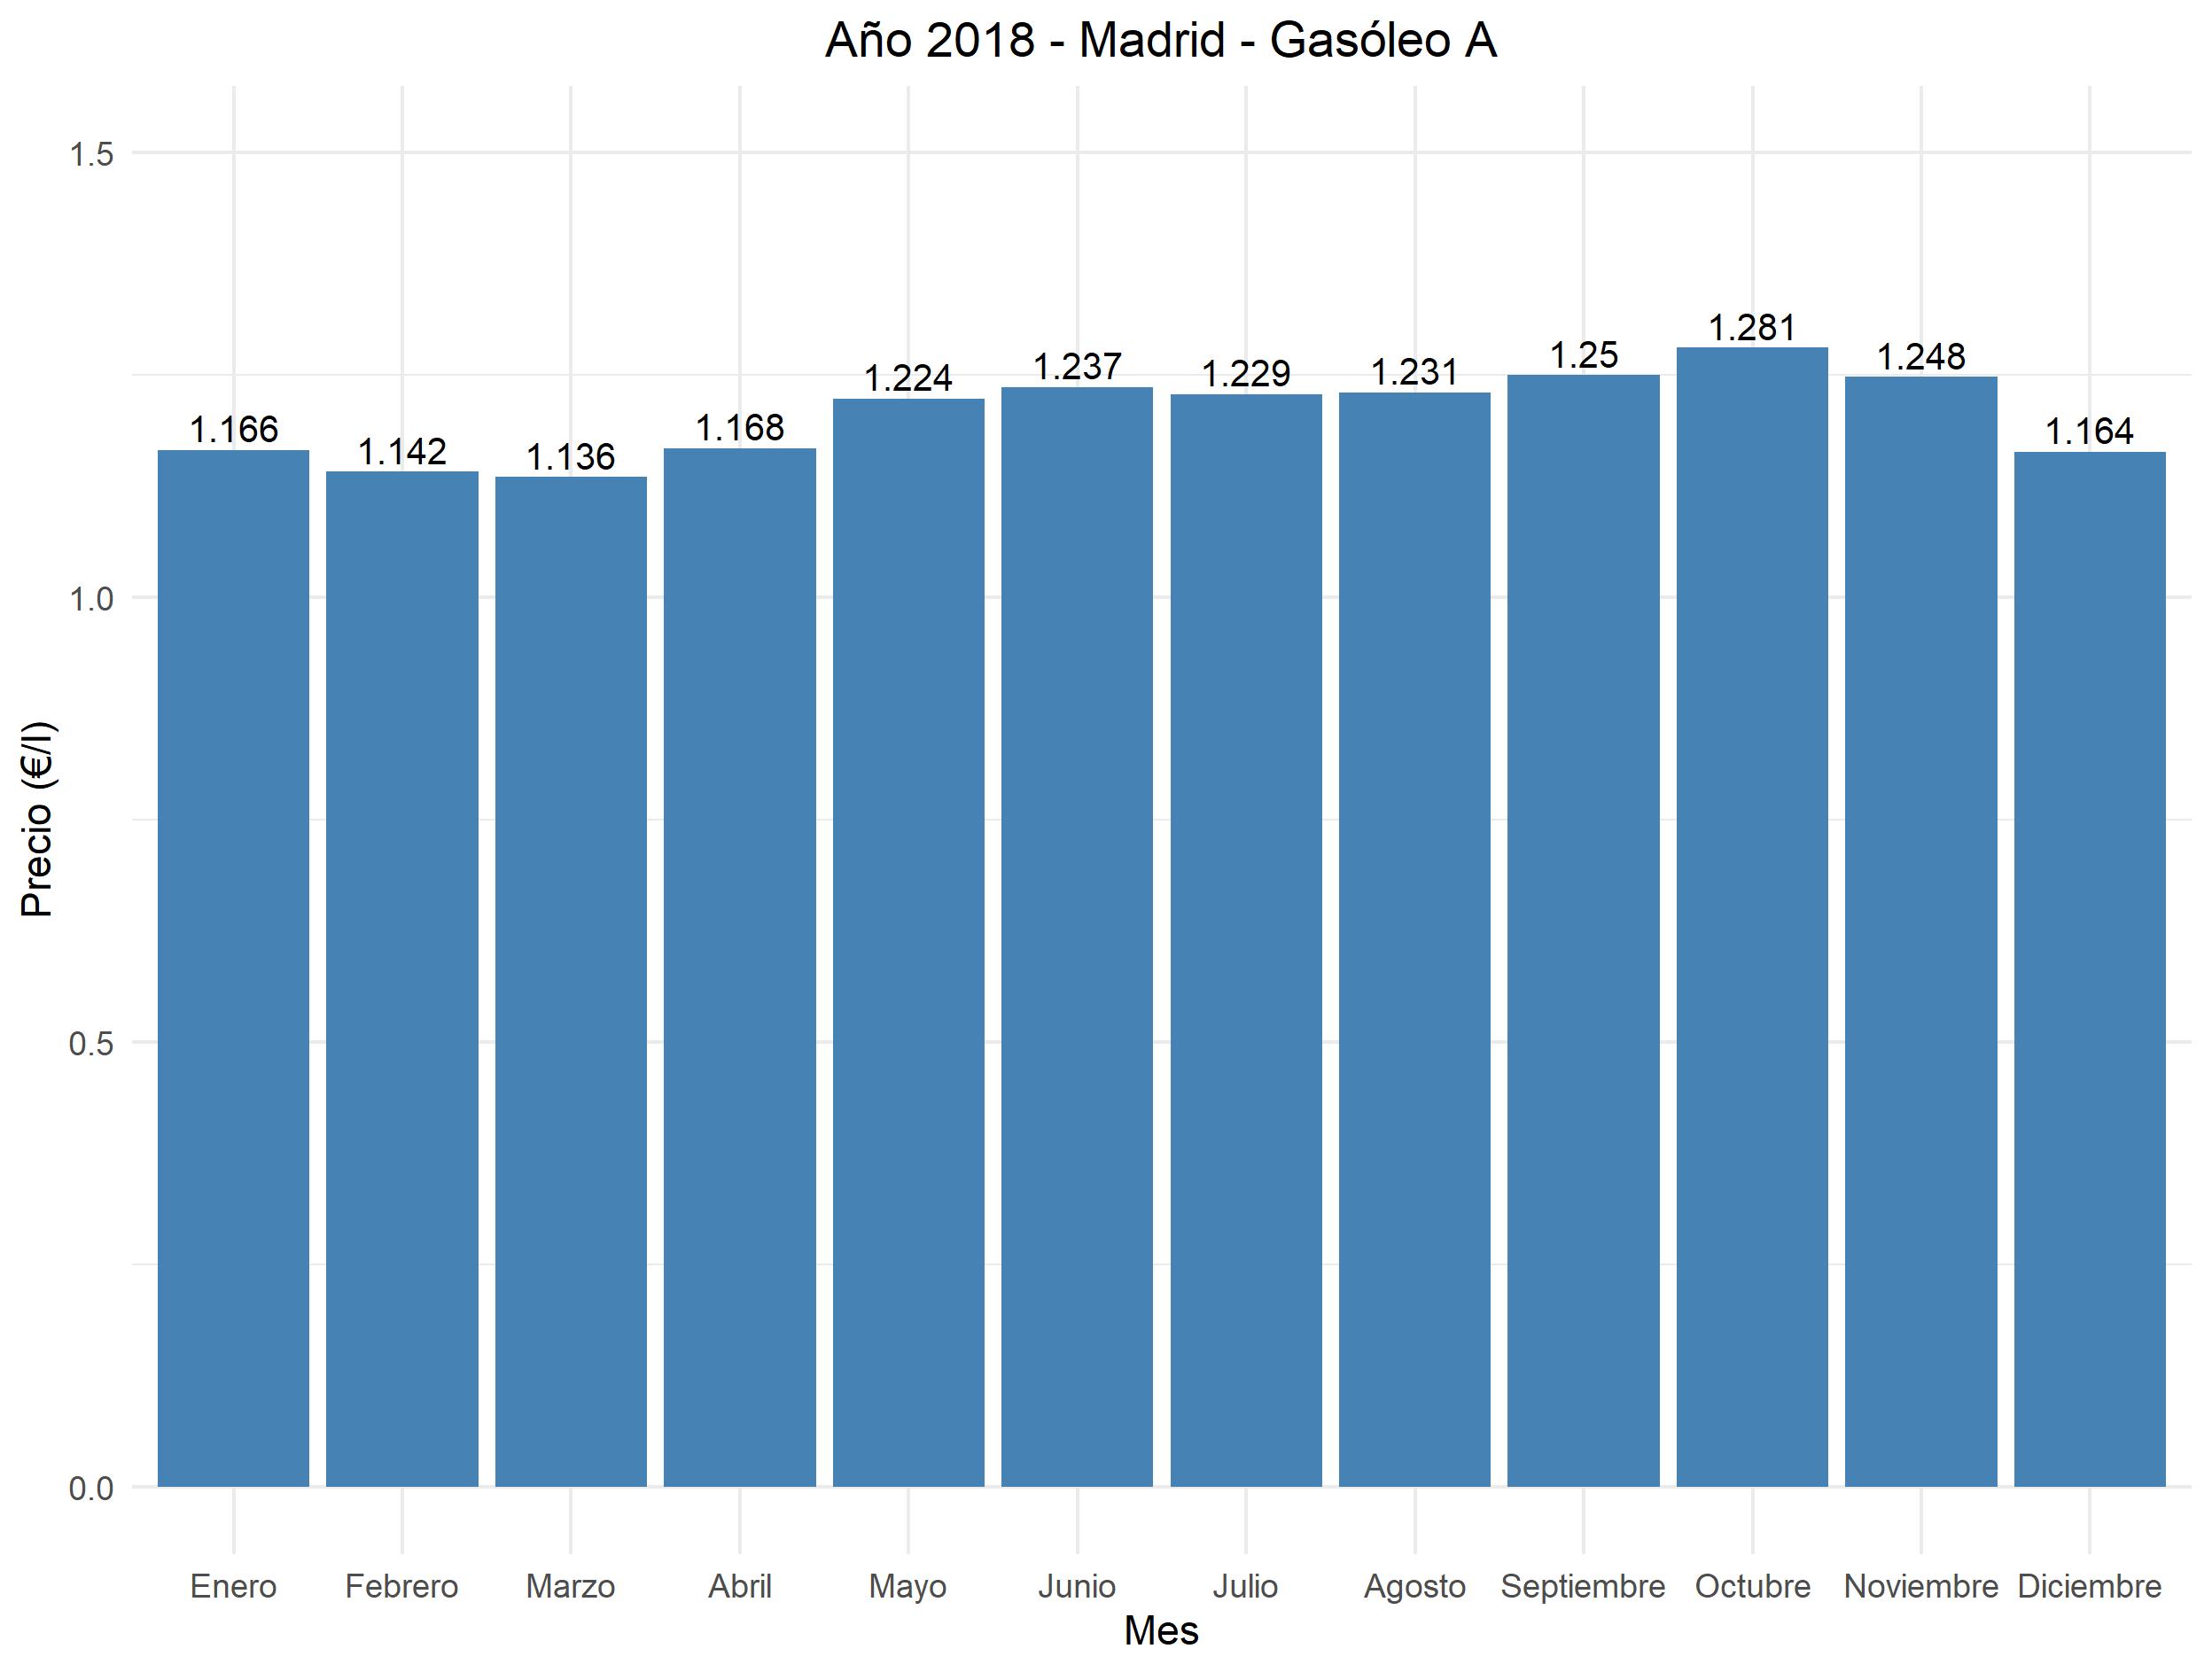 Año 2018 - Madrid - Gasóleo A
Precio (€/l)
1.5
1.0
0.5
0.0
1.166
1.142
1.136
1.168
1.224
1.237
1.229
1.231
1.25
1.281
1.248
1.164
Enero
Febrero
Marzo
Abril
Mayo
Junio
Julio
Agosto
Septiembre
Octubre
Noviembre
Diciembre
Mes